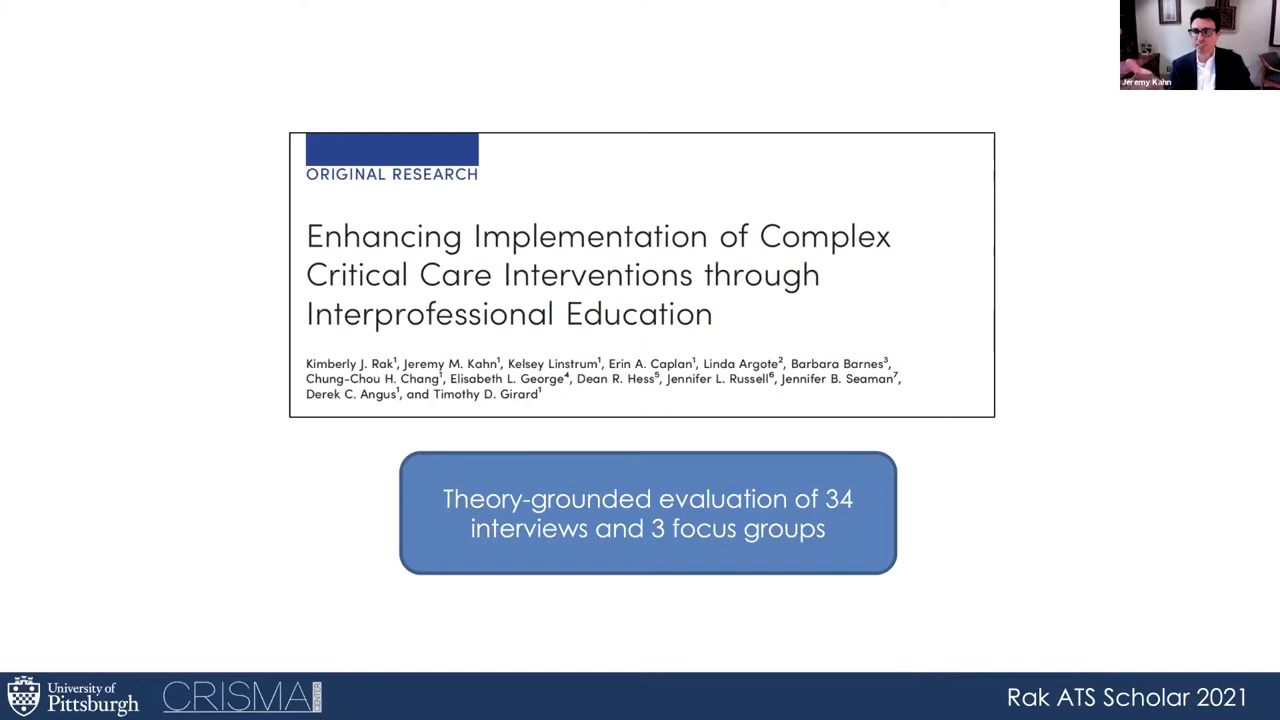 Jeremy Kahn
ORIGINAL RESEARCH
Enhancing Implementation of Complex
Critical Care Interventions through
Interprofessional Education
Kimberly J. Rak¹, Jeremy M. Kahn¹, Kelsey Linstrum¹, Erin A. Caplan¹, Linda Argote², Barbara Barnes³,
Chung-Chou H. Chang¹, Elisabeth L. George⁴, Dean R. Hess⁵, Jennifer L. Russell⁶, Jennifer B. Seaman⁷,
Derek C. Angus¹, and Timothy D. Girard¹
Theory-grounded evaluation of 34
interviews and 3 focus groups
University of
Pittsburgh
CRISMA
CENTER
Rak ATS Scholar 2021